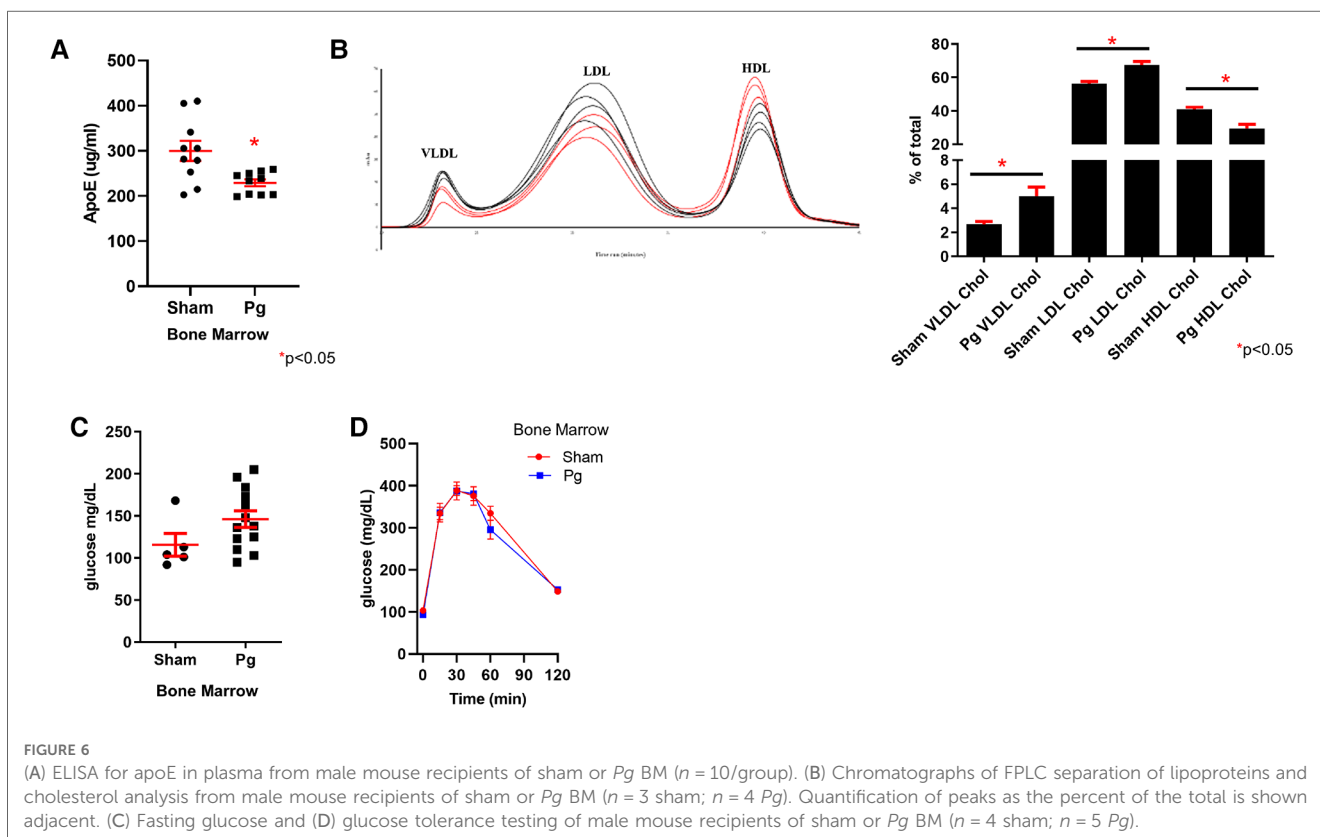 A
500
400
300
200
100
0
ApoE (ug/ml)
*
Sham Pg
Bone Marrow
*p<0.05
B
VLDL
LDL
HDL
Time run (minutes)
% of total
80
60
40
20
8
6
4
2
0
*
*
*
Sham VLDL Chol
Pg VLDL Chol
Sham LDL Chol
Pg LDL Chol
Sham HDL Chol
Pg HDL Chol
*p<0.05
C
250
200
150
100
50
0
glucose mg/dL
Sham Pg
Bone Marrow
D
Bone Marrow
Sham
Pg
500
400
300
200
100
0
glucose (mg/dL)
0 30 60 90 120
Time (min)
FIGURE 6
(A) ELISA for apoE in plasma from male mouse recipients of sham or Pg BM (n = 10/group). (B) Chromatographs of FPLC separation of lipoproteins and
cholesterol analysis from male mouse recipients of sham or Pg BM (n = 3 sham; n = 4 Pg). Quantification of peaks as the percent of the total is shown
adjacent. (C) Fasting glucose and (D) glucose tolerance testing of male mouse recipients of sham or Pg BM (n = 4 sham; n = 5 Pg).